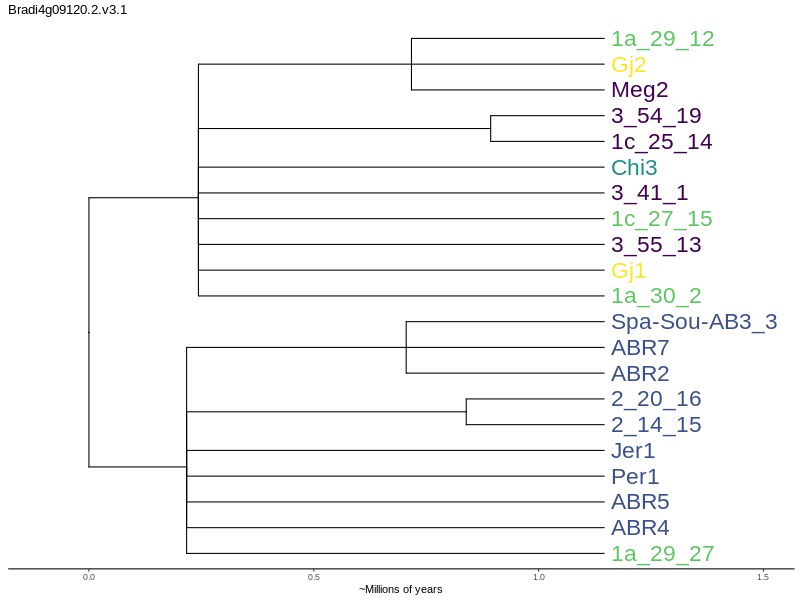 Bradi4g09120.2.v3.1
1a_29_12
Gj2
Meg2
3_54_19
1c_25_14
Chi3
3_41_1
1c_27_15
3_55_13
Gj1
1a_30_2
Spa-Sou-AB3_3
ABR7
ABR2
2_20_16
2_14_15
Jer1
Per1
ABR5
ABR4
1a_29_27
0.0 0.5 1.0 1.5
~Millions of years